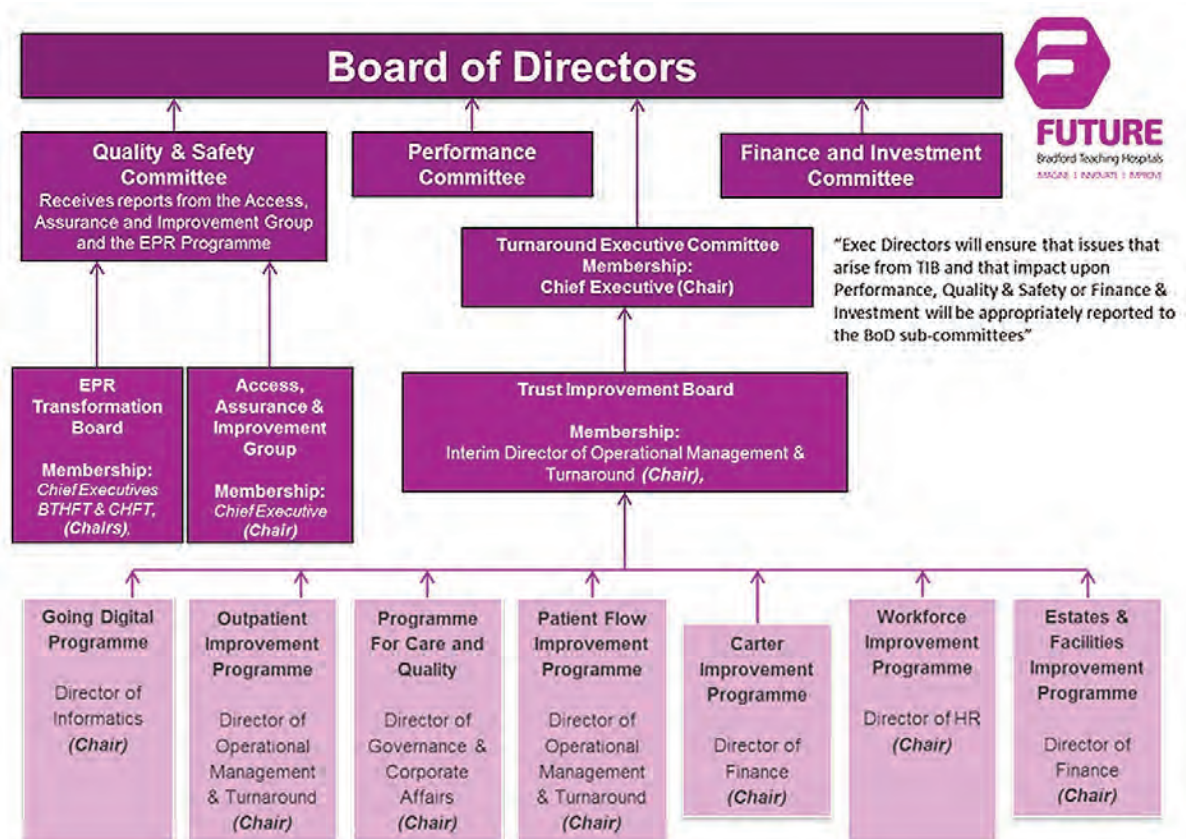 Board of Directors
FUTURE
Bradford Teaching Hospitals
IMAGINE | INNOVATE | IMPROVE
Quality & Safety
Committee
Receives reports from the Access,
Assurance and Improvement Group
and the EPR Programme
Performance
Committee
Finance and Investment
Committee
Turnaround Executive Committee
Membership:
Chief Executive (Chair)
"Exec Directors will ensure that issues that
arise from TIB and that impact upon
Performance, Quality & Safety or Finance &
Investment will be appropriately reported to
the BoD sub-committees"
EPR
Transformation
Board
Membership:
Chief Executives
BTHFT & CHFT,
(Chairs),
Access,
Assurance &
Improvement
Group
Membership:
Chief Executive
(Chair)
Trust Improvement Board
Membership:
Interim Director of Operational Management &
Turnaround (Chair),
Going Digital
Programme
Director of
Informatics
(Chair)
Outpatient
Improvement
Programme
Director of
Operational
Management
& Turnaround
(Chair)
Programme
For Care and
Quality
Director of
Governance &
Corporate
Affairs
(Chair)
Patient Flow
Improvement
Programme
Director of
Operational
Management
& Turnaround
(Chair)
Carter
Improvement
Programme
Director of
Finance
(Chair)
Workforce
Improvement
Programme
Director of HR
(Chair)
Estates &
Facilities
Improvement
Programme
Director of
Finance
(Chair)